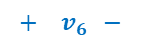 + v₆ −